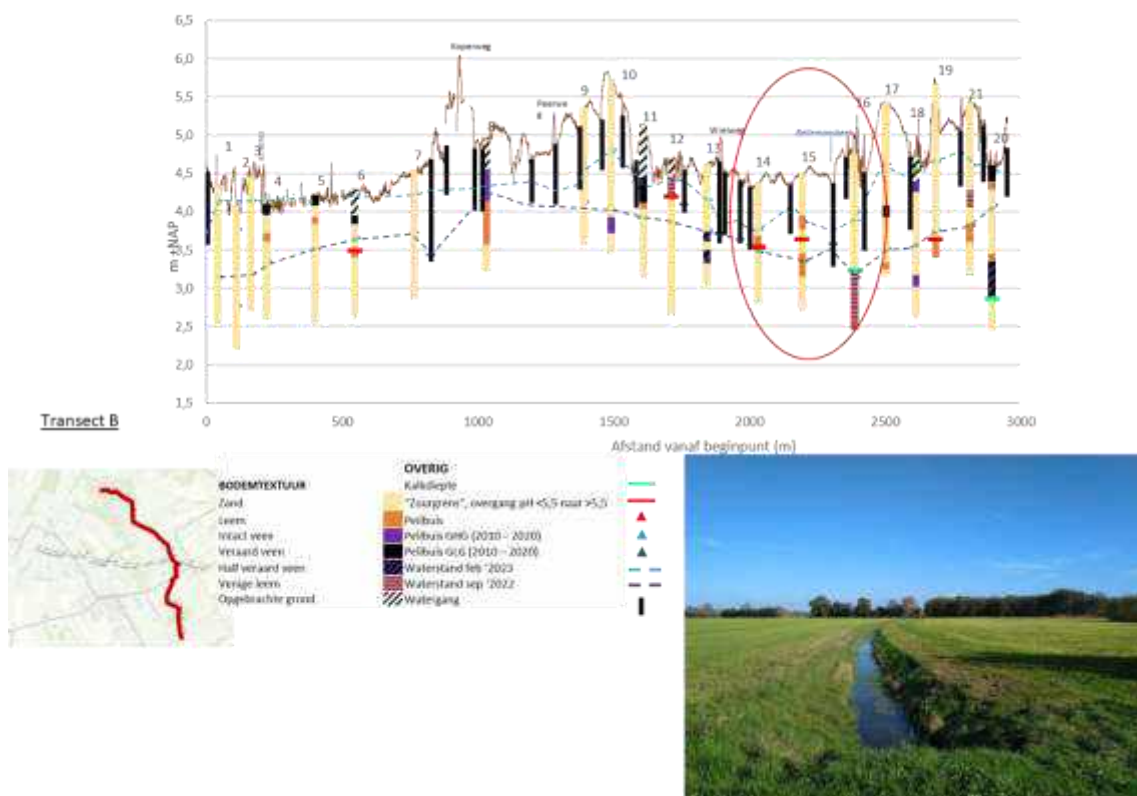 6,5
6,0
5,5
5,0
4,5
4,0
3,5
3,0
2,5
2,0
1,5
m +NAP
Koperweg
1
2
3
4
5
6
7
8
9
10
11
12
13
14
15
16
17
18
19
20
21
0
500
1000
1500
2000
2500
3000
Afstand vanaf beginpunt (m)
Transect B
BODEMTEXTUUR
Zand
Leem
Intact veen
Veraard veen
Half veraard veen
Venige leem
Opgebrachte grond
OVERIG
Kalkdiepte
"Zuurgrens", overgang pH <5,5 naar >5,5
Peilbuis
Peilbuis GHG (2010 – 2020)
Peilbuis GLG (2010 – 2020)
Waterstand feb '2023
Waterstand sep '2022
Watergang